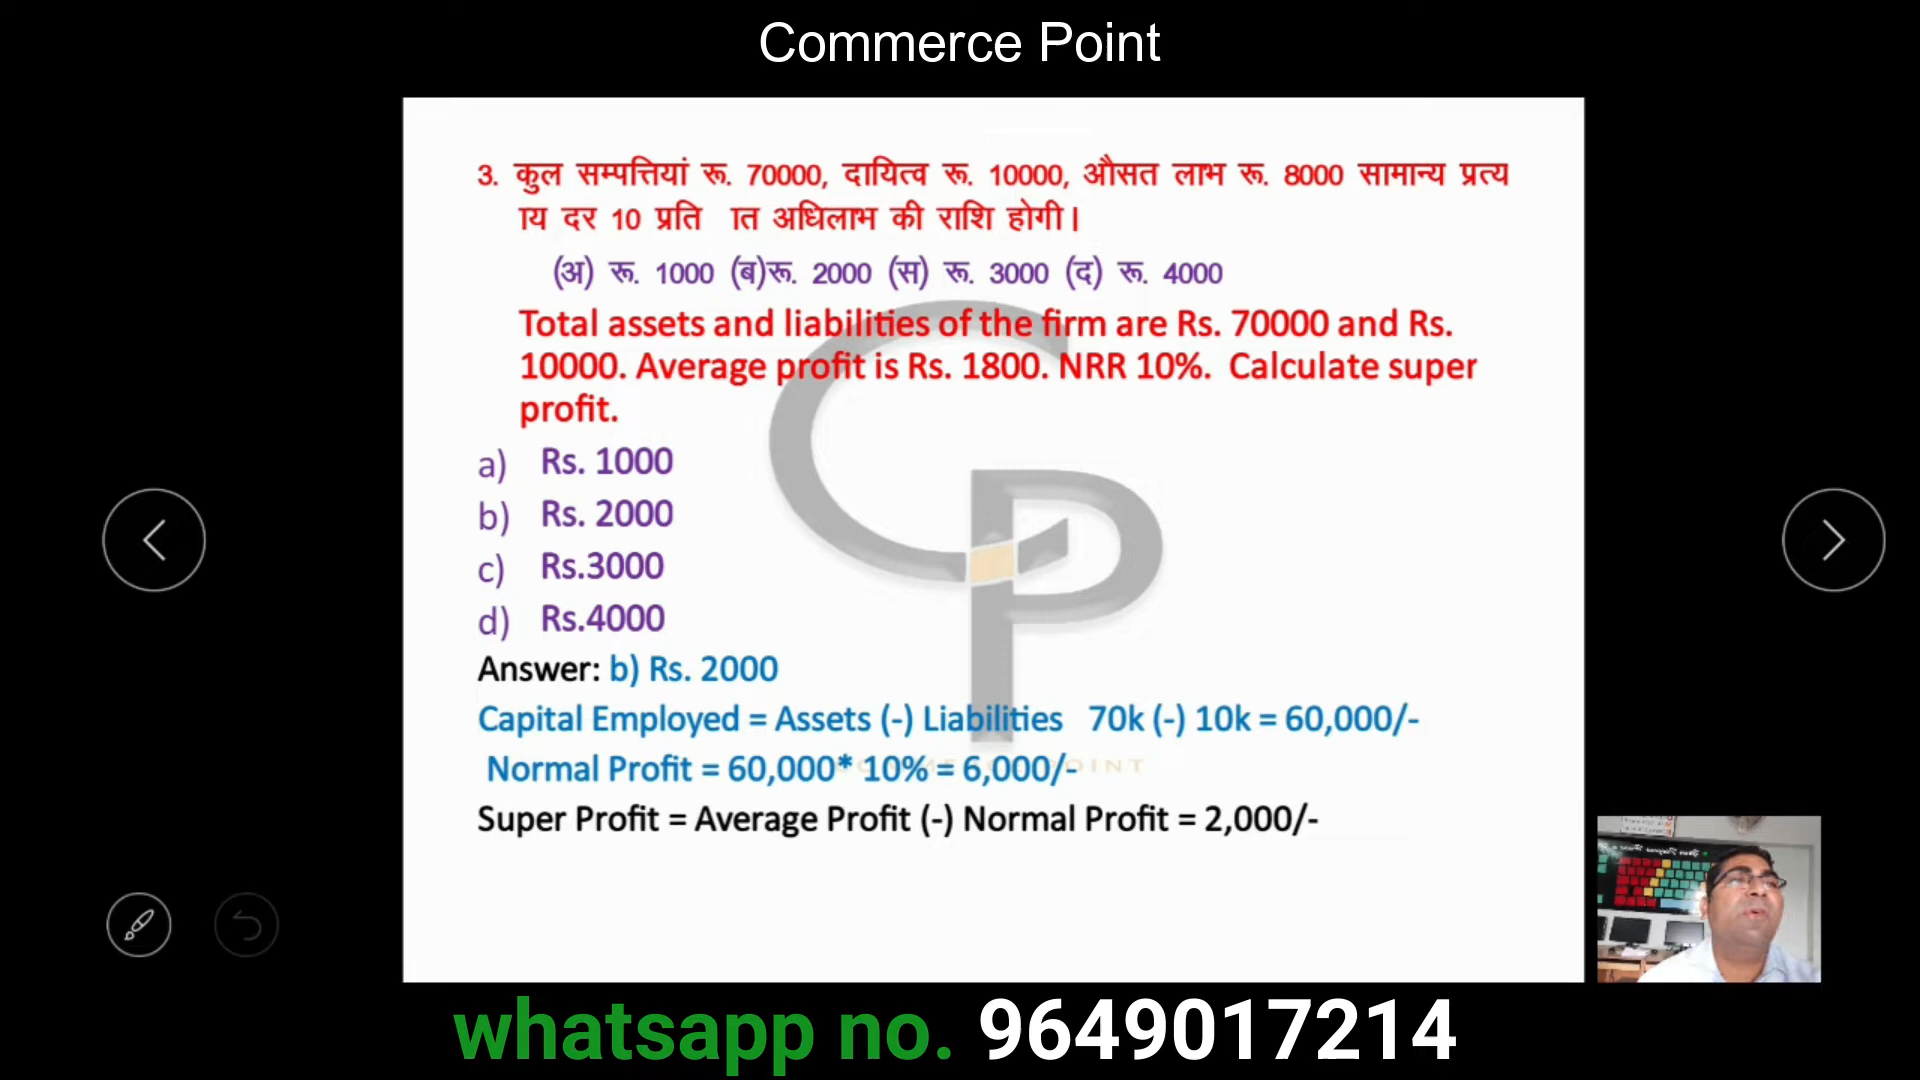 Commerce Point
3. कुल सम्पत्तियां रू. 70000, दायित्व रू. 10000, औसत लाभ रू. 8000 सामान्य प्रत्य
ाय दर 10 प्रति ात अधिलाभ की राशि होगी।
(अ) रू. 1000 (ब)रू. 2000 (स) रू. 3000 (द) रू. 4000
Total assets and liabilities of the firm are Rs. 70000 and Rs.
10000. Average profit is Rs. 1800. NRR 10%. Calculate super
profit.
a) Rs. 1000
b) Rs. 2000
c) Rs.3000
d) Rs.4000
Answer: b) Rs. 2000
Capital Employed = Assets (-) Liabilities 70k (-) 10k = 60,000/-
Normal Profit = 60,000* 10% = 6,000/-
Super Profit = Average Profit (-) Normal Profit = 2,000/-
whatsapp no. 9649017214